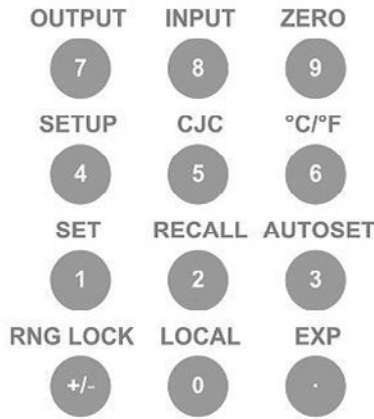 OUTPUT INPUT ZERO
7 8 9
SETUP CJC °C/°F
4 5 6
SET RECALL AUTOSET
1 2 3
RNG LOCK LOCAL EXP
+/- 0 .